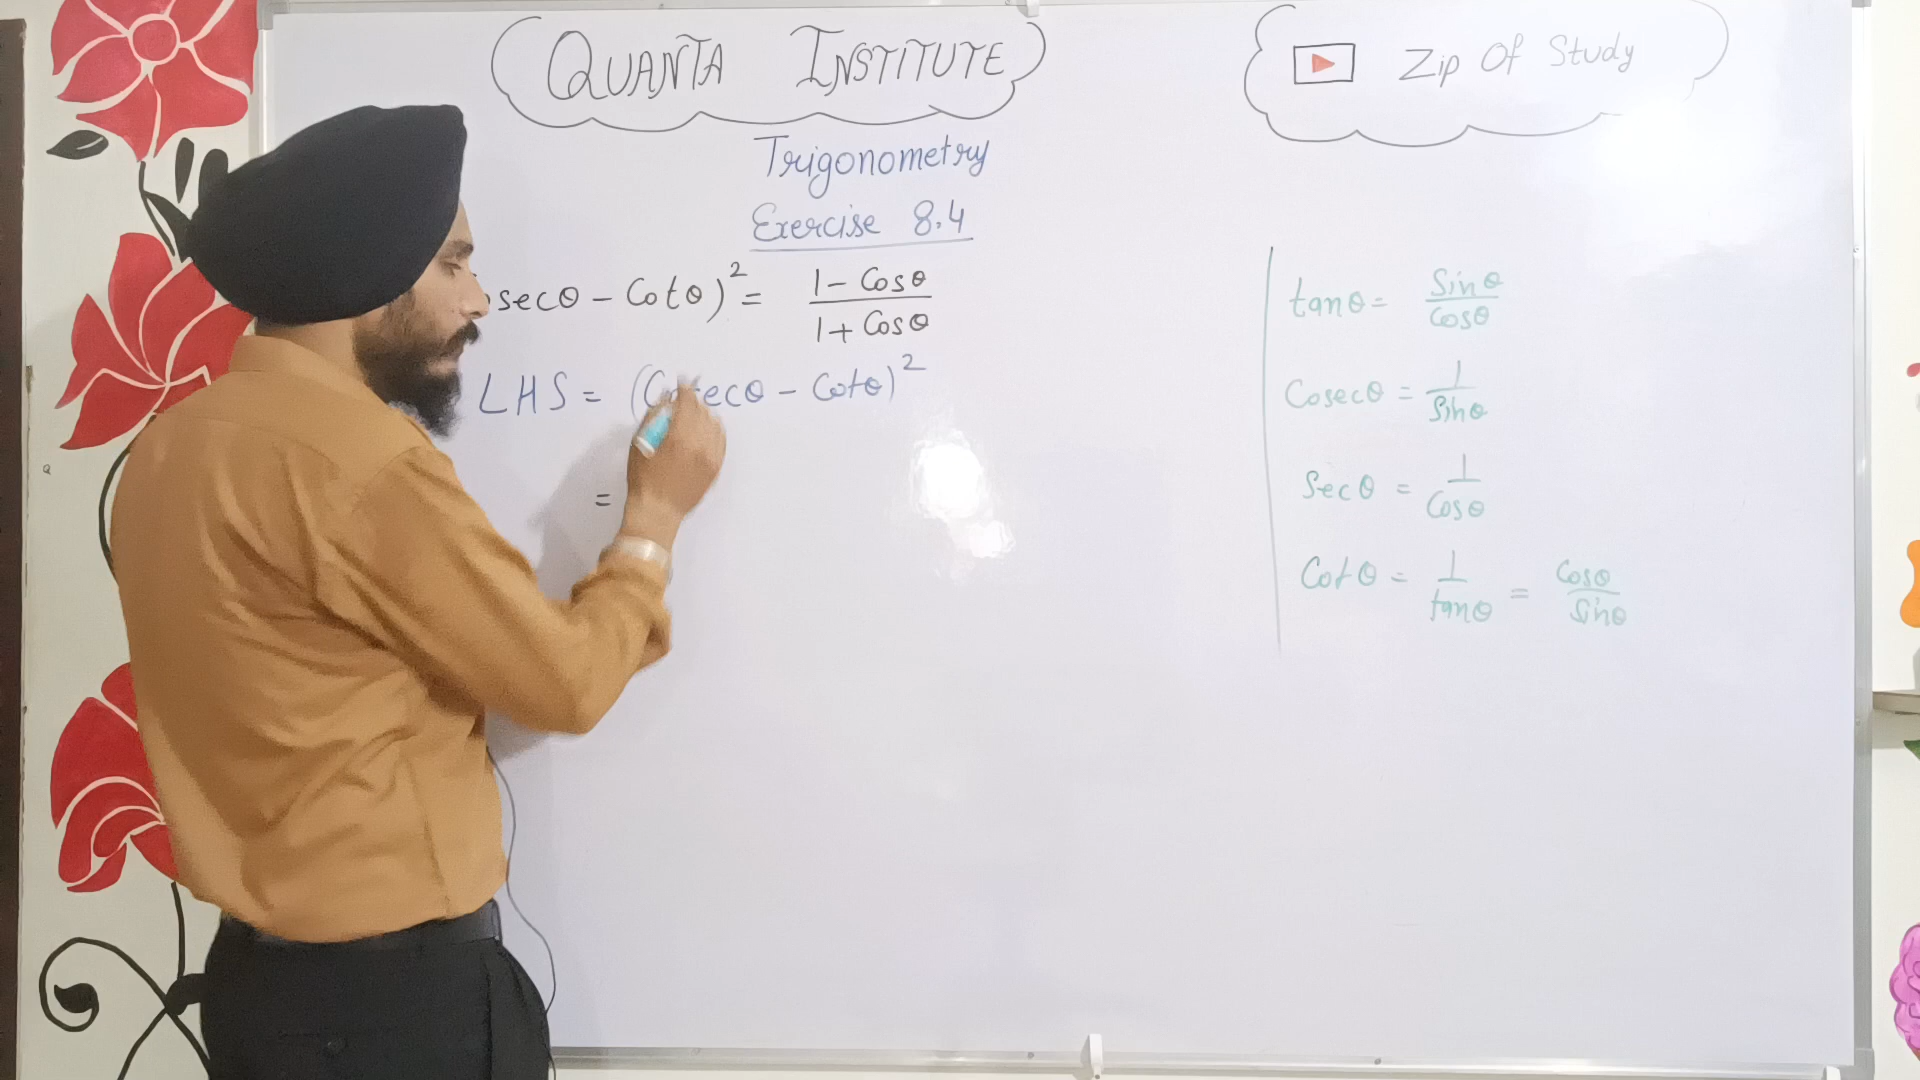 QUANTA INSTITUTE
Zip Of Study
Trigonometry
Exercise 8.4
secθ - Cotθ)² = (1 - Cosθ)/(1 + Cosθ)
LHS = (Cosecθ - Cotθ)²
=
tanθ = Sinθ/Cosθ
Cosecθ = 1/Sinθ
Secθ = 1/Cosθ
Cotθ = 1/tanθ = Cosθ/Sinθ